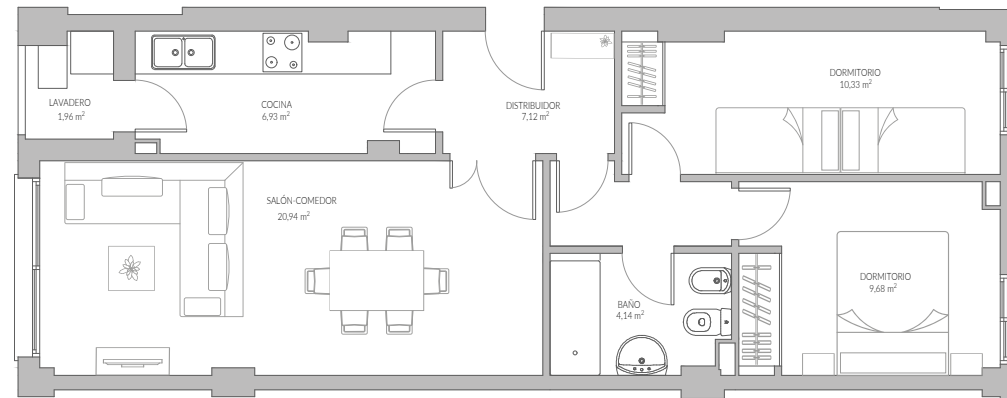 LAVADERO
1,96 m²
COCINA
6,93 m²
DISTRIBUIDOR
7,12 m²
DORMITORIO
10,33 m²
SALÓN-COMEDOR
20,94 m²
BAÑO
4,14 m²
DORMITORIO
9,68 m²